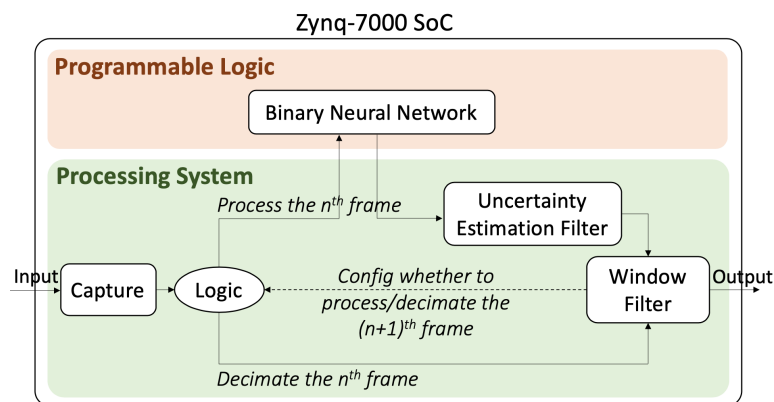 Zynq-7000 SoC
Programmable Logic
Binary Neural Network
Processing System
Process the nth frame
Uncertainty
Estimation Filter
Input
Capture
Logic
Config whether to
process/decimate the
(n+1)th frame
Window
Filter
Output
Decimate the nth frame